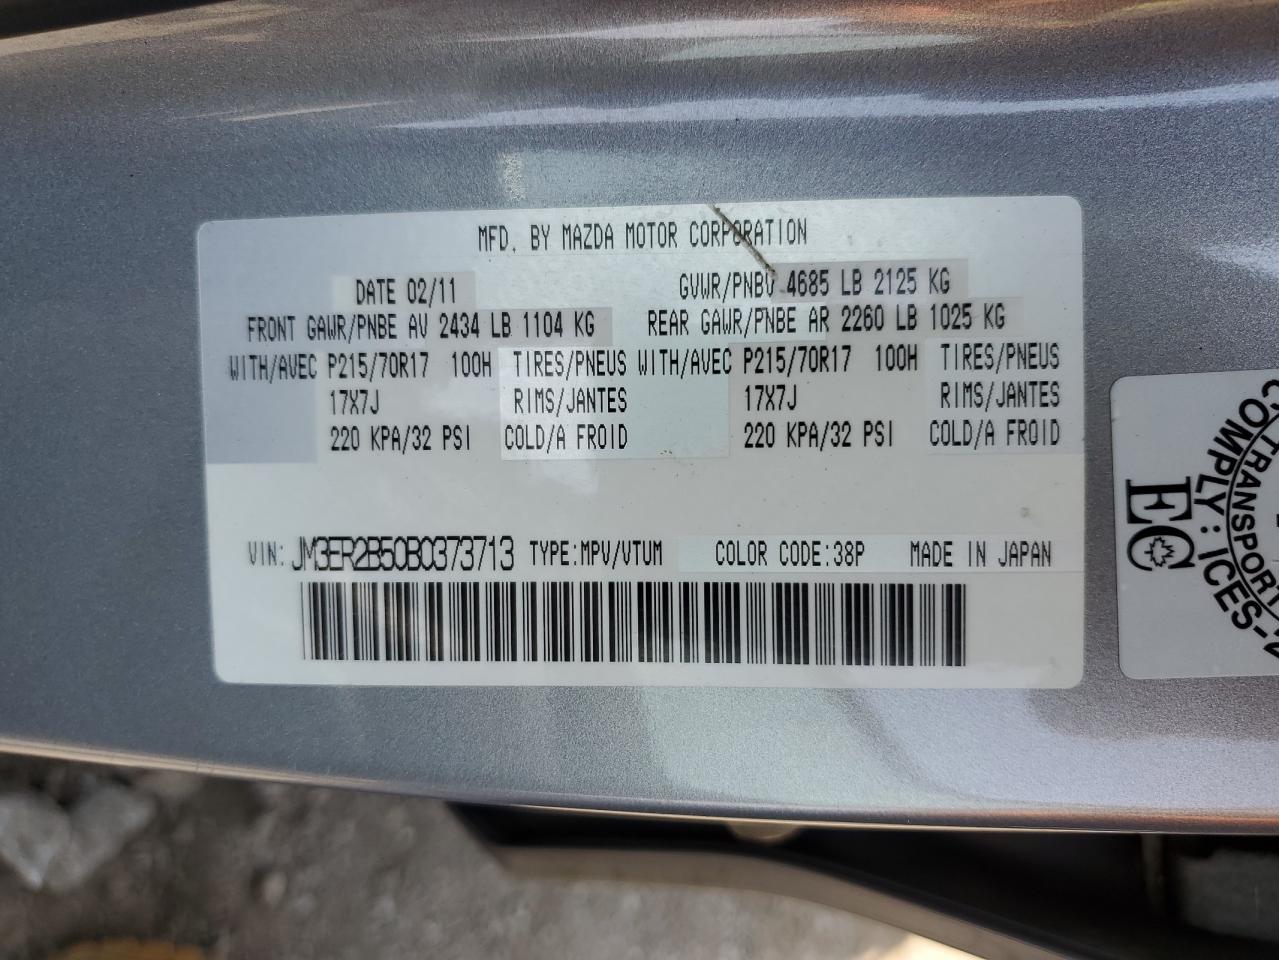 MFD. BY MAZDA MOTOR CORPORATION
DATE 02/11 GVWR/PNBV 4685 LB 2125 KG
FRONT GAWR/PNBE AV 2434 LB 1104 KG REAR GAWR/PNBE AR 2260 LB 1025 KG
WITH/AVEC P215/70R17 100H TIRES/PNEUS WITH/AVEC P215/70R17 100H TIRES/PNEUS
17X7J RIMS/JANTES 17X7J RIMS/JANTES
220 KPA/32 PSI COLD/A FROID 220 KPA/32 PSI COLD/A FROID
VIN: JM3ER2B50B0373713 TYPE:MPV/VTUM COLOR CODE:38P MADE IN JAPAN
EC
TRANSPORT
COMPLY: ICES-